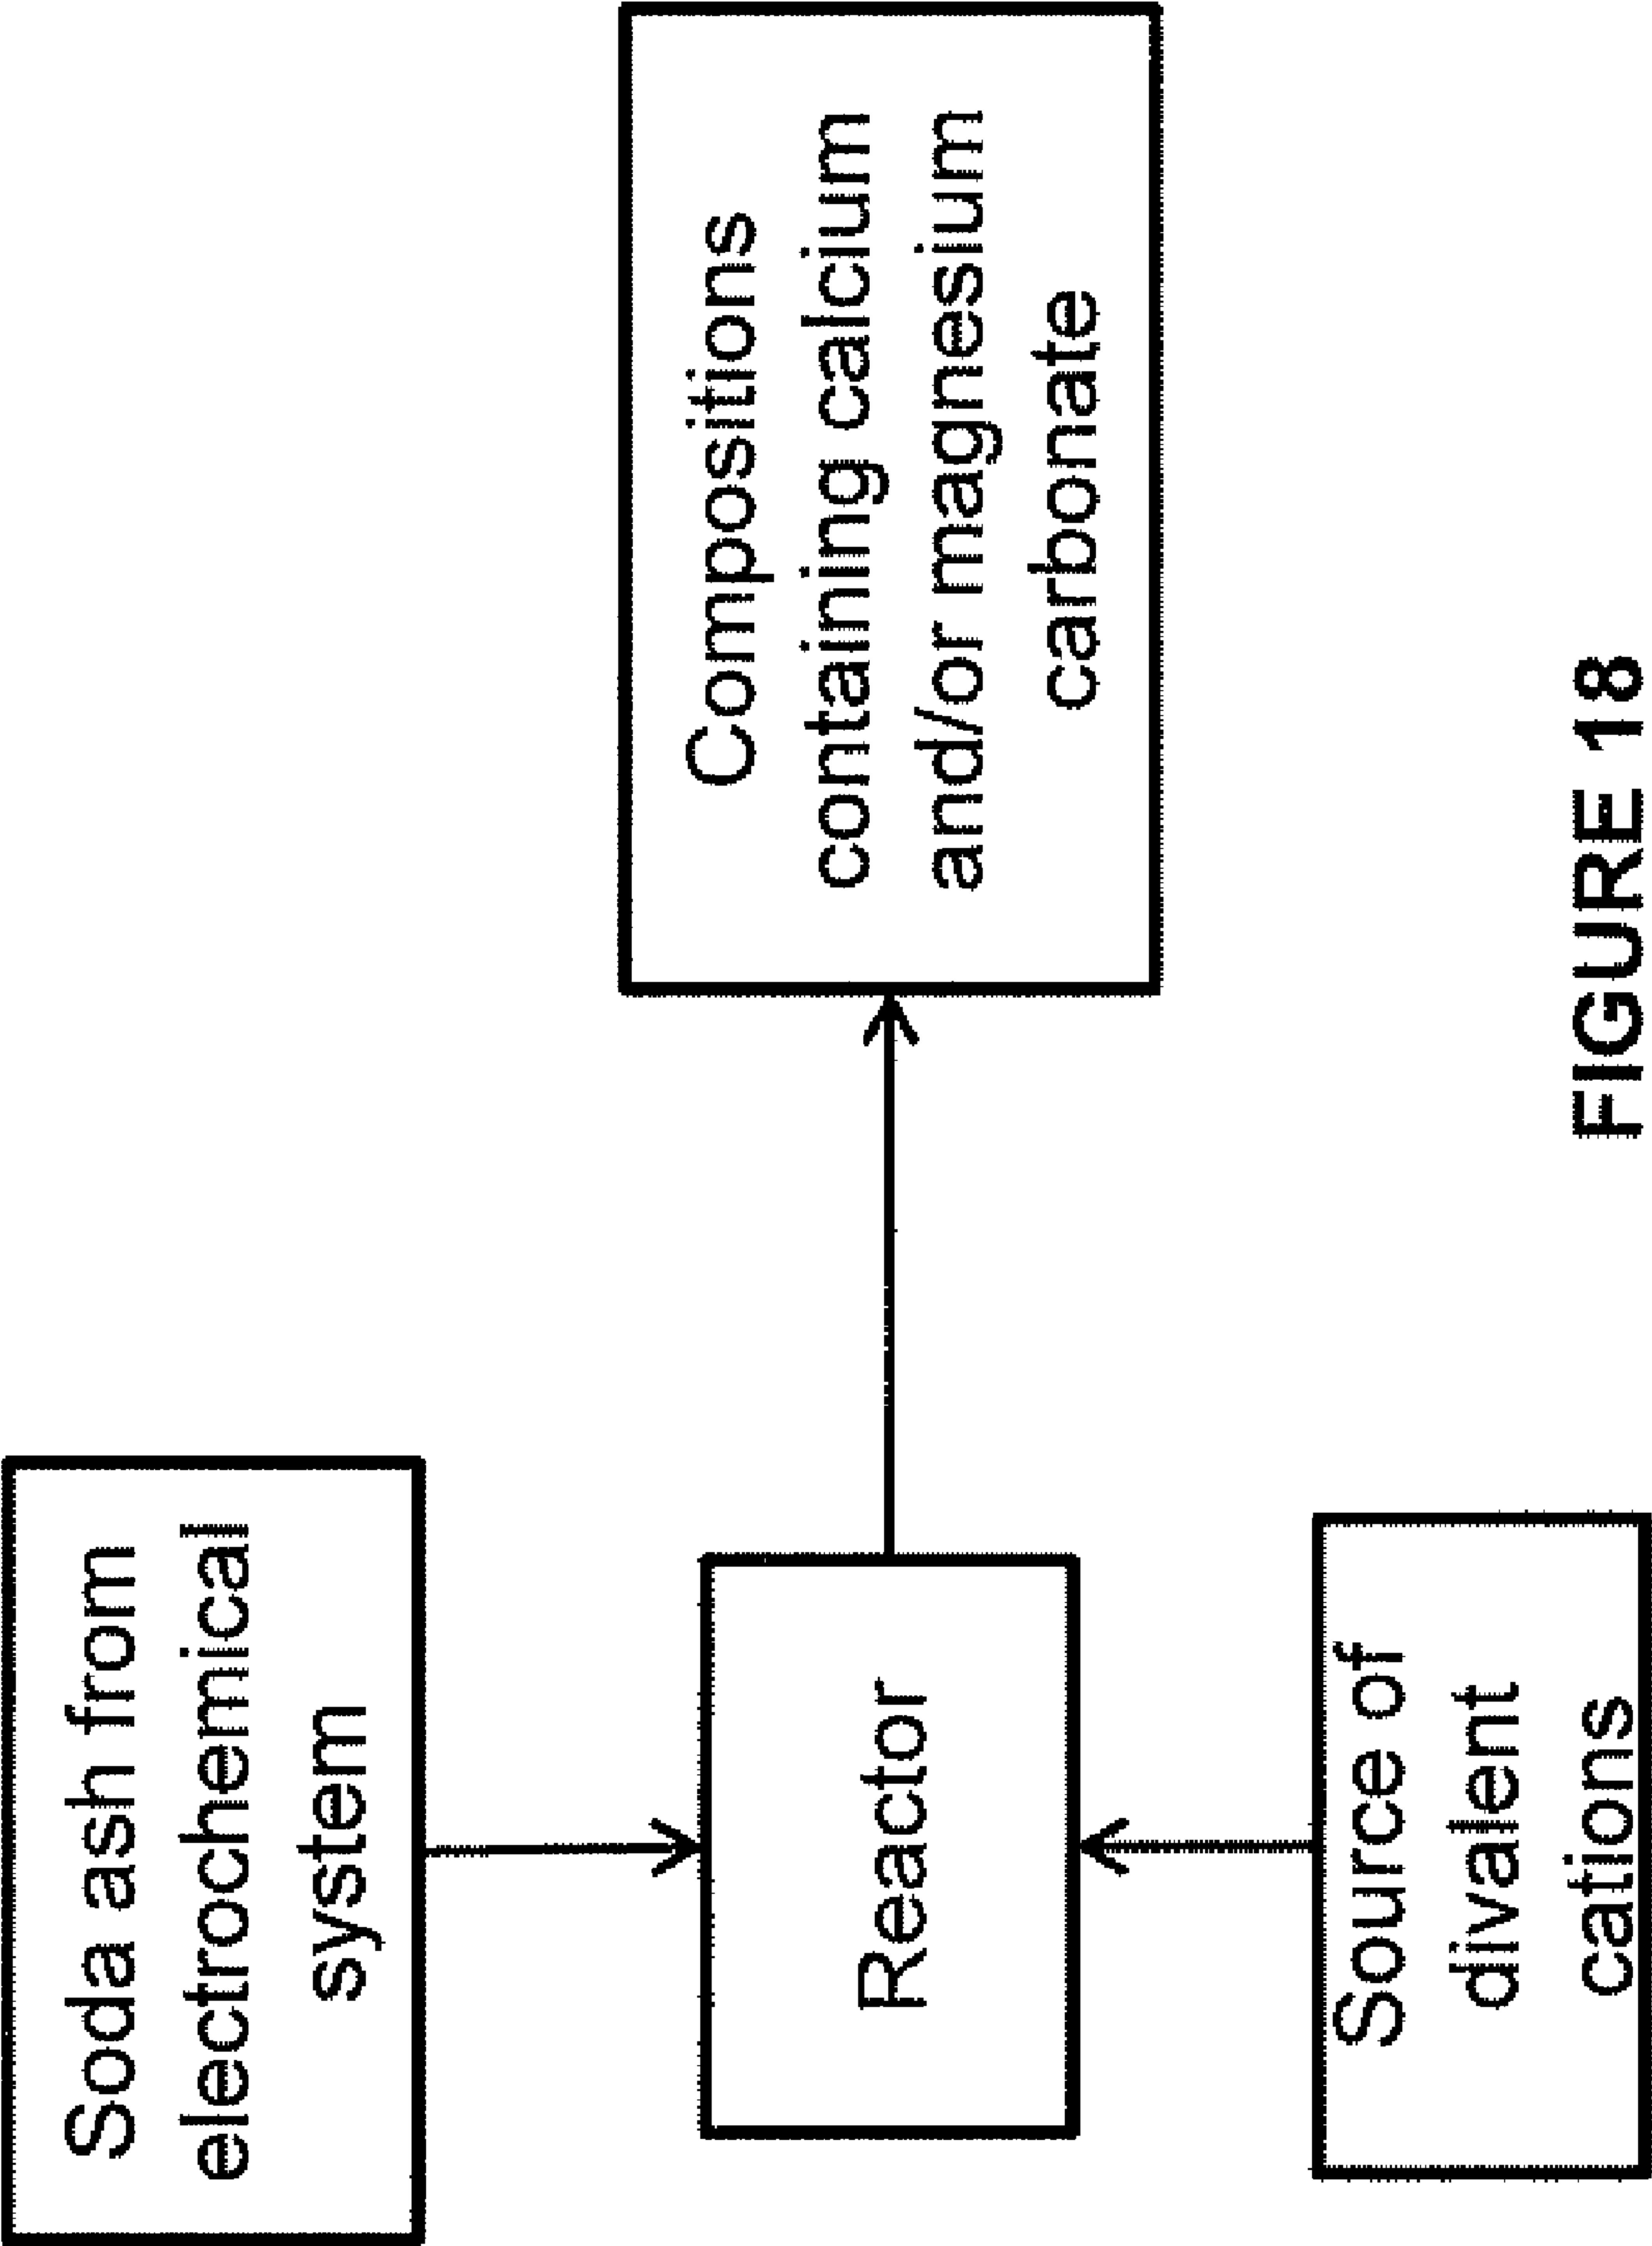 Soda ash from
electrochemical
system
Reactor
Source of
divalent
cations
Compositions
containing calcium
and/or magnesium
carbonate
FIGURE 18